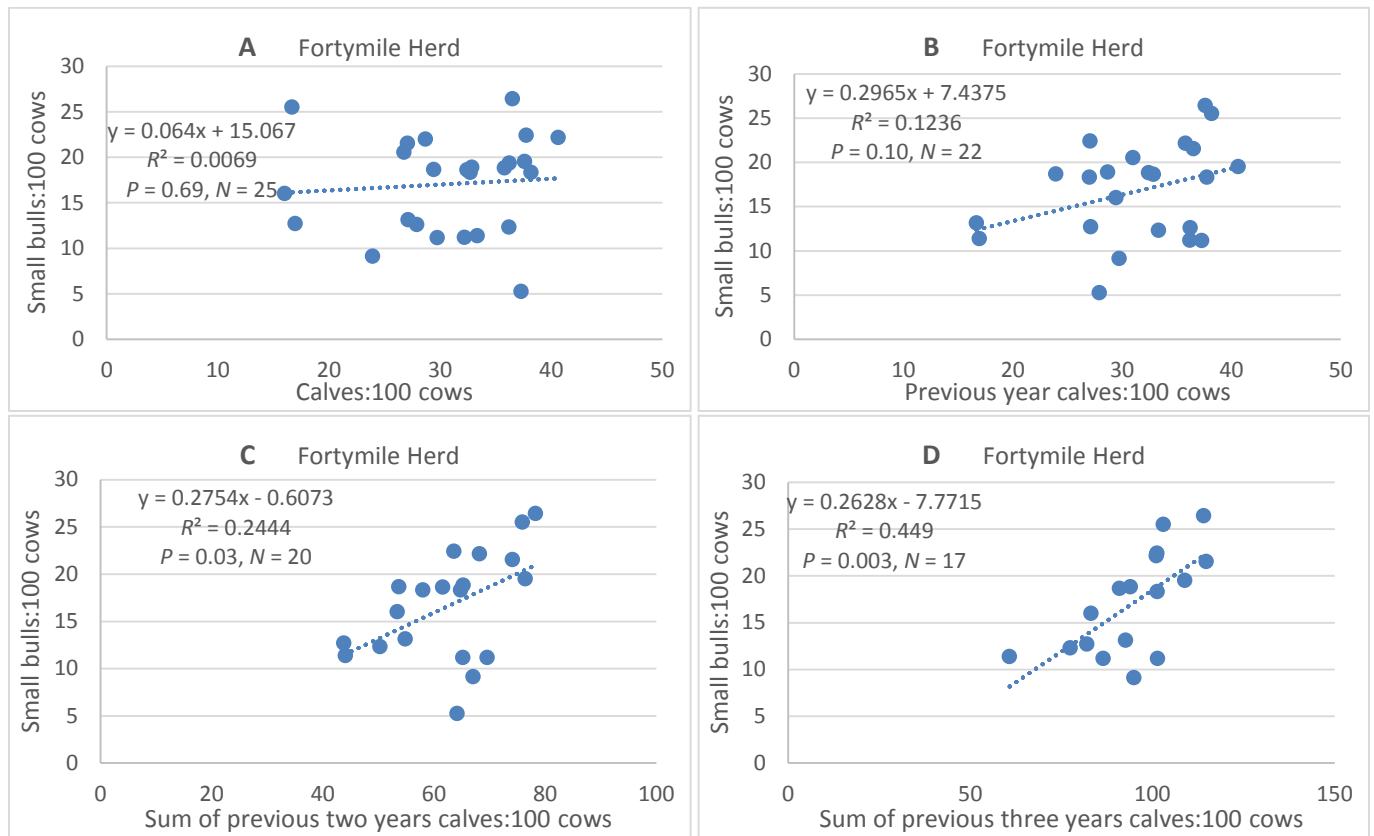 A Fortymile Herd
30
25
20
15
10
5
0
Small bulls:100 cows
y = 0.064x + 15.067
R² = 0.0069
P = 0.69, N = 25
0 10 20 30 40 50
Calves:100 cows
B Fortymile Herd
30
25
20
15
10
5
0
Small bulls:100 cows
y = 0.2965x + 7.4375
R² = 0.1236
P = 0.10, N = 22
0 10 20 30 40 50
Previous year calves:100 cows
C Fortymile Herd
30
25
20
15
10
5
0
Small bulls:100 cows
y = 0.2754x - 0.6073
R² = 0.2444
P = 0.03, N = 20
0 20 40 60 80 100
Sum of previous two years calves:100 cows
D Fortymile Herd
30
25
20
15
10
5
0
Small bulls:100 cows
y = 0.2628x - 7.7715
R² = 0.449
P = 0.003, N = 17
0 50 100 150
Sum of previous three years calves:100 cows